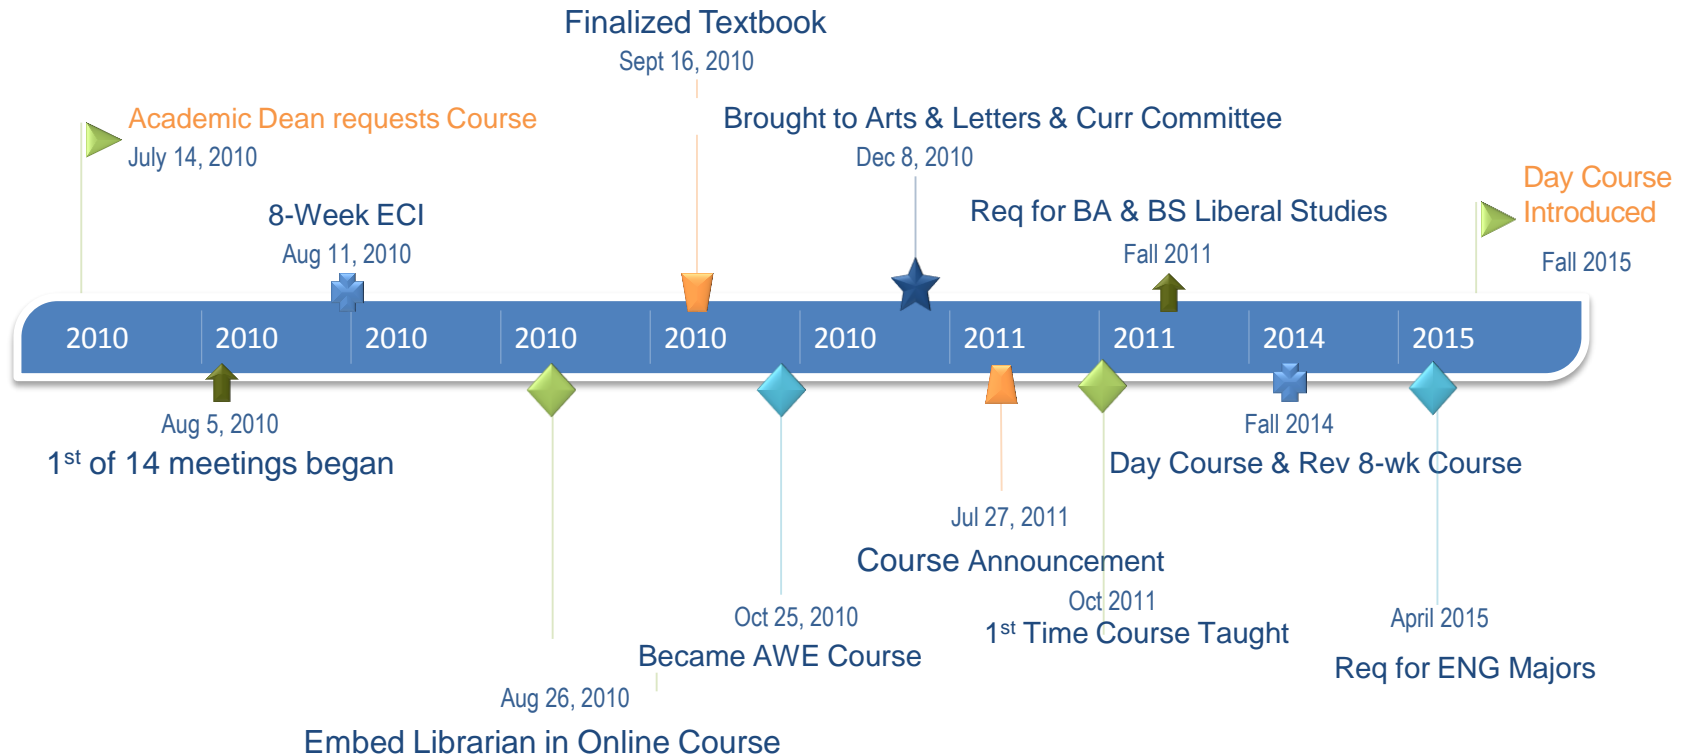 Finalized Textbook
Sept 16, 2010
Academic Dean requests Course
July 14, 2010
Brought to Arts & Letters & Curr Committee
Dec 8, 2010
8-Week ECI
Aug 11, 2010
Req for BA & BS Liberal Studies
Fall 2011
Day Course
Introduced
Fall 2015
2010 2010 2010 2010 2010 2010 2011 2011 2014 2015
Aug 5, 2010
1st of 14 meetings began
Fall 2014
Day Course & Rev 8-wk Course
Jul 27, 2011
Course Announcement
Oct 2011
1st Time Course Taught
Oct 25, 2010
Became AWE Course
April 2015
Req for ENG Majors
Aug 26, 2010
Embed Librarian in Online Course